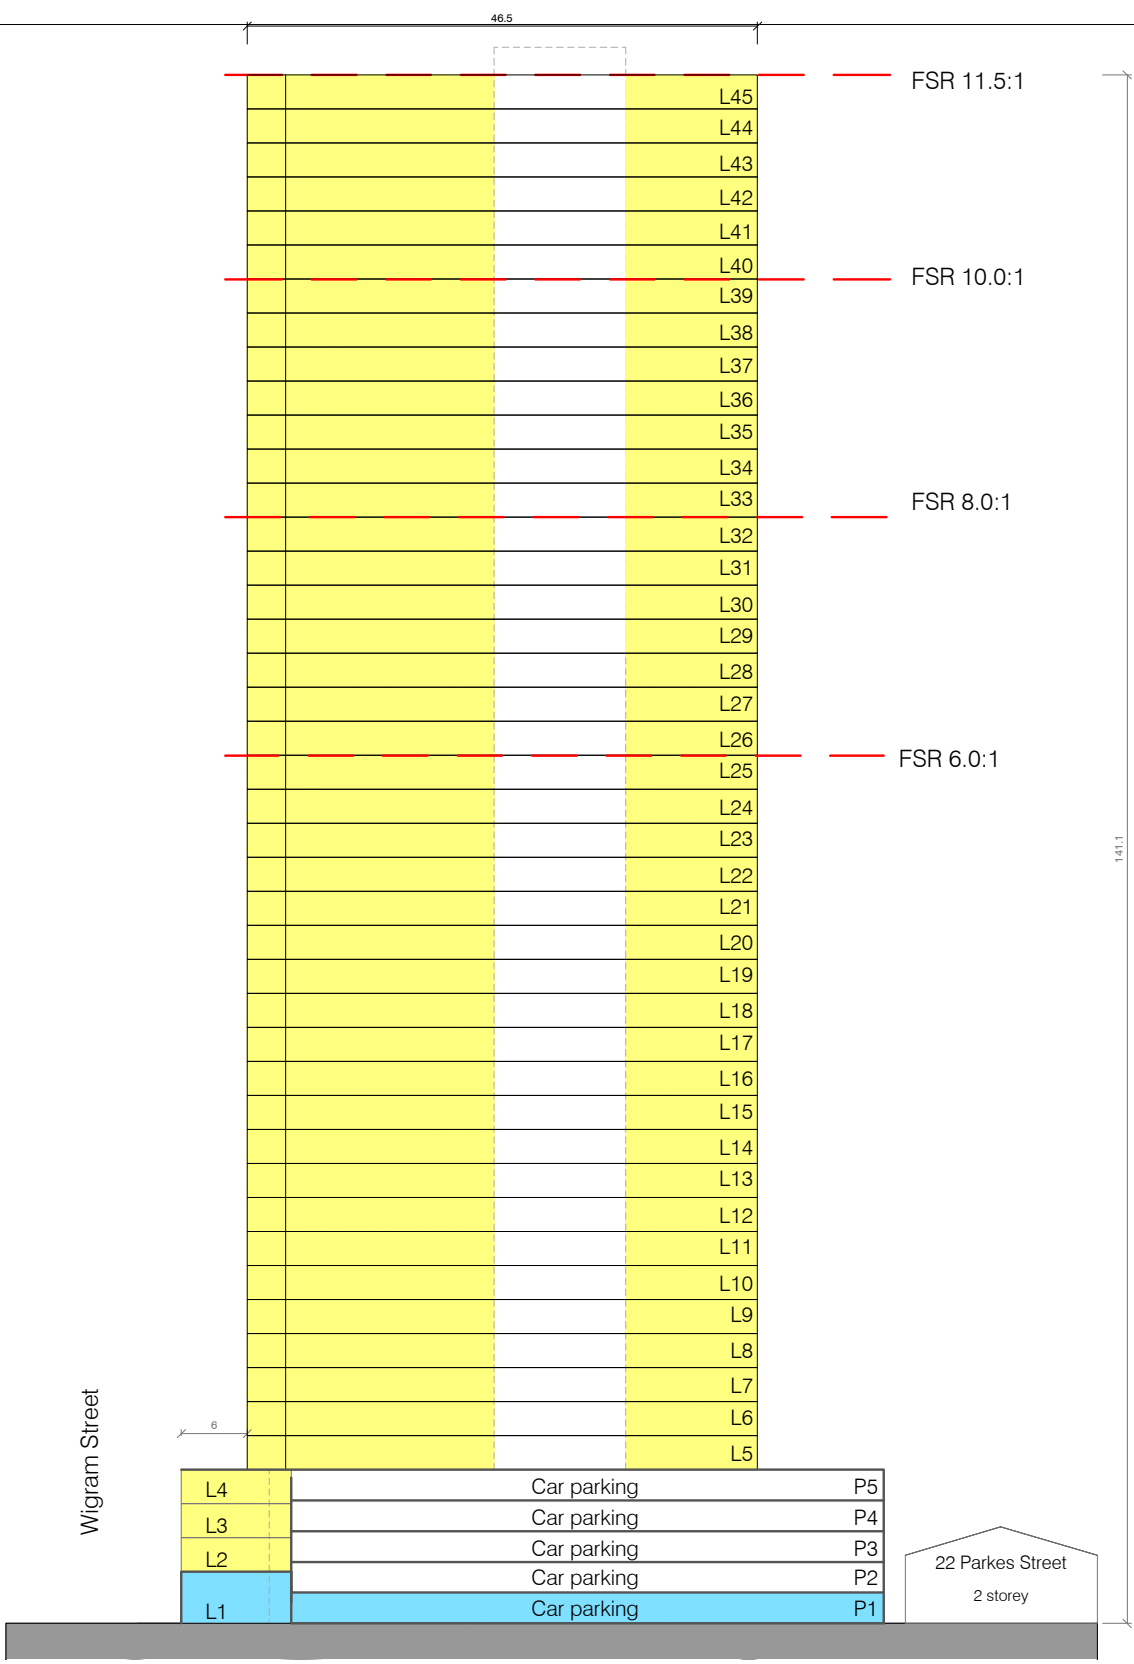 46.5
FSR 11.5:1
L45
L44
L43
L42
L41
L40
FSR 10.0:1
L39
L38
L37
L36
L35
L34
L33
FSR 8.0:1
L32
L31
L30
L29
L28
L27
L26
FSR 6.0:1
L25
L24
L23
141.1
L22
L21
L20
L19
L18
L17
L16
L15
L14
L13
L12
L11
L10
L9
L8
L7
L6
6
L5
Wigram Street
L4
Car parking P5
L3
Car parking P4
L2
Car parking P3
Car parking P2
L1
Car parking P1
22 Parkes Street
2 storey